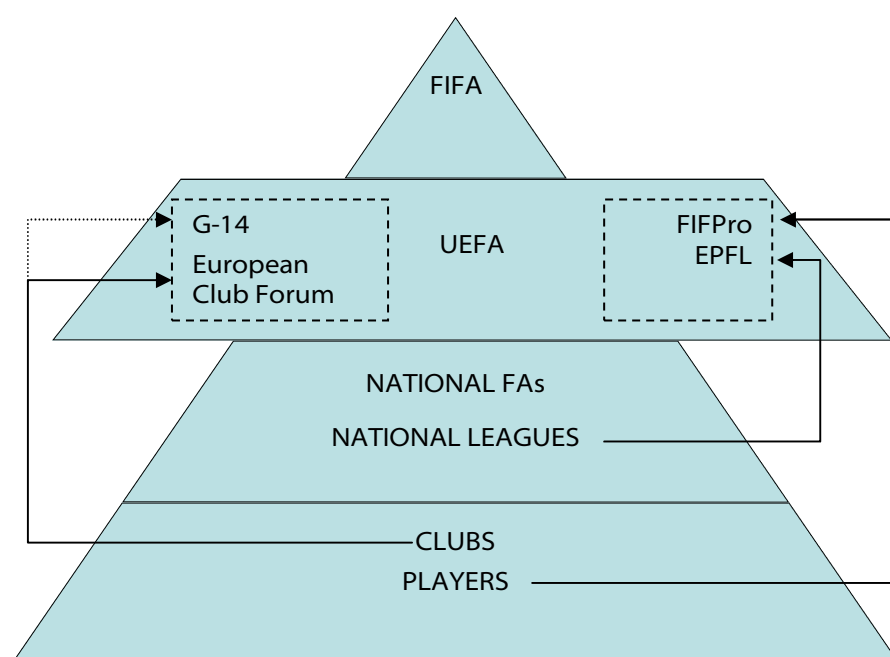 FIFA
G-14
European
Club Forum
UEFA
FIFPro
EPFL
NATIONAL FAs
NATIONAL LEAGUES
CLUBS
PLAYERS